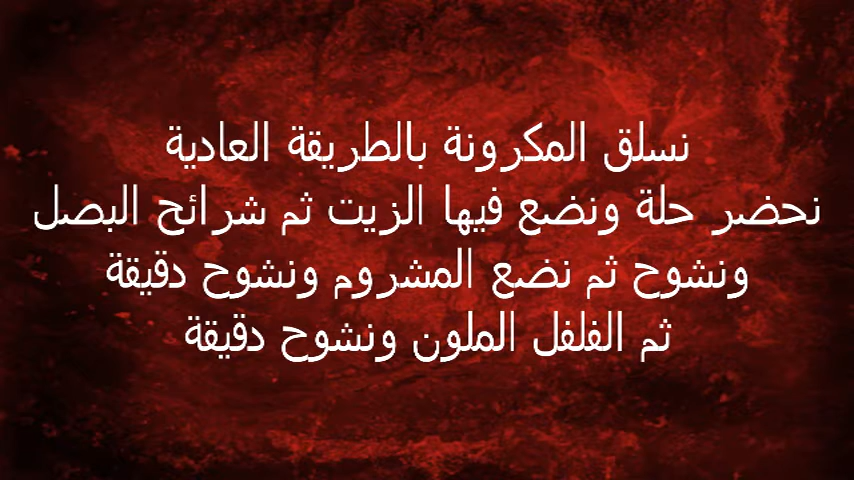 نسلق المكرونة بالطريقة العادية
نحضر حلة ونضع فيها الزيت ثم شرائح البصل
ونشوح ثم نضع المشروم ونشوح دقيقة
ثم الفلفل الملون ونشوح دقيقة